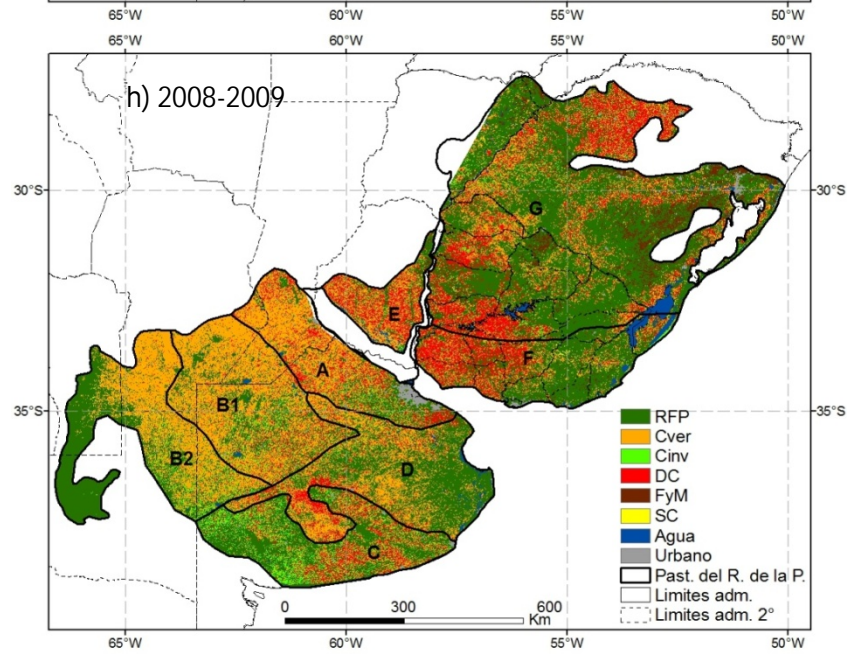 65°W 60°W 55°W 50°W
65°W 60°W 55°W 50°W
h) 2008-2009
30°S 30°S
G
E
A
F
B1
35°S 35°S
B2
D
C
RFP
Cver
Cinv
DC
FyM
SC
Agua
Urbano
Past. del R. de la P.
Limites adm.
Limites adm. 2°
0 300 600
Km
65°W 60°W 55°W 50°W